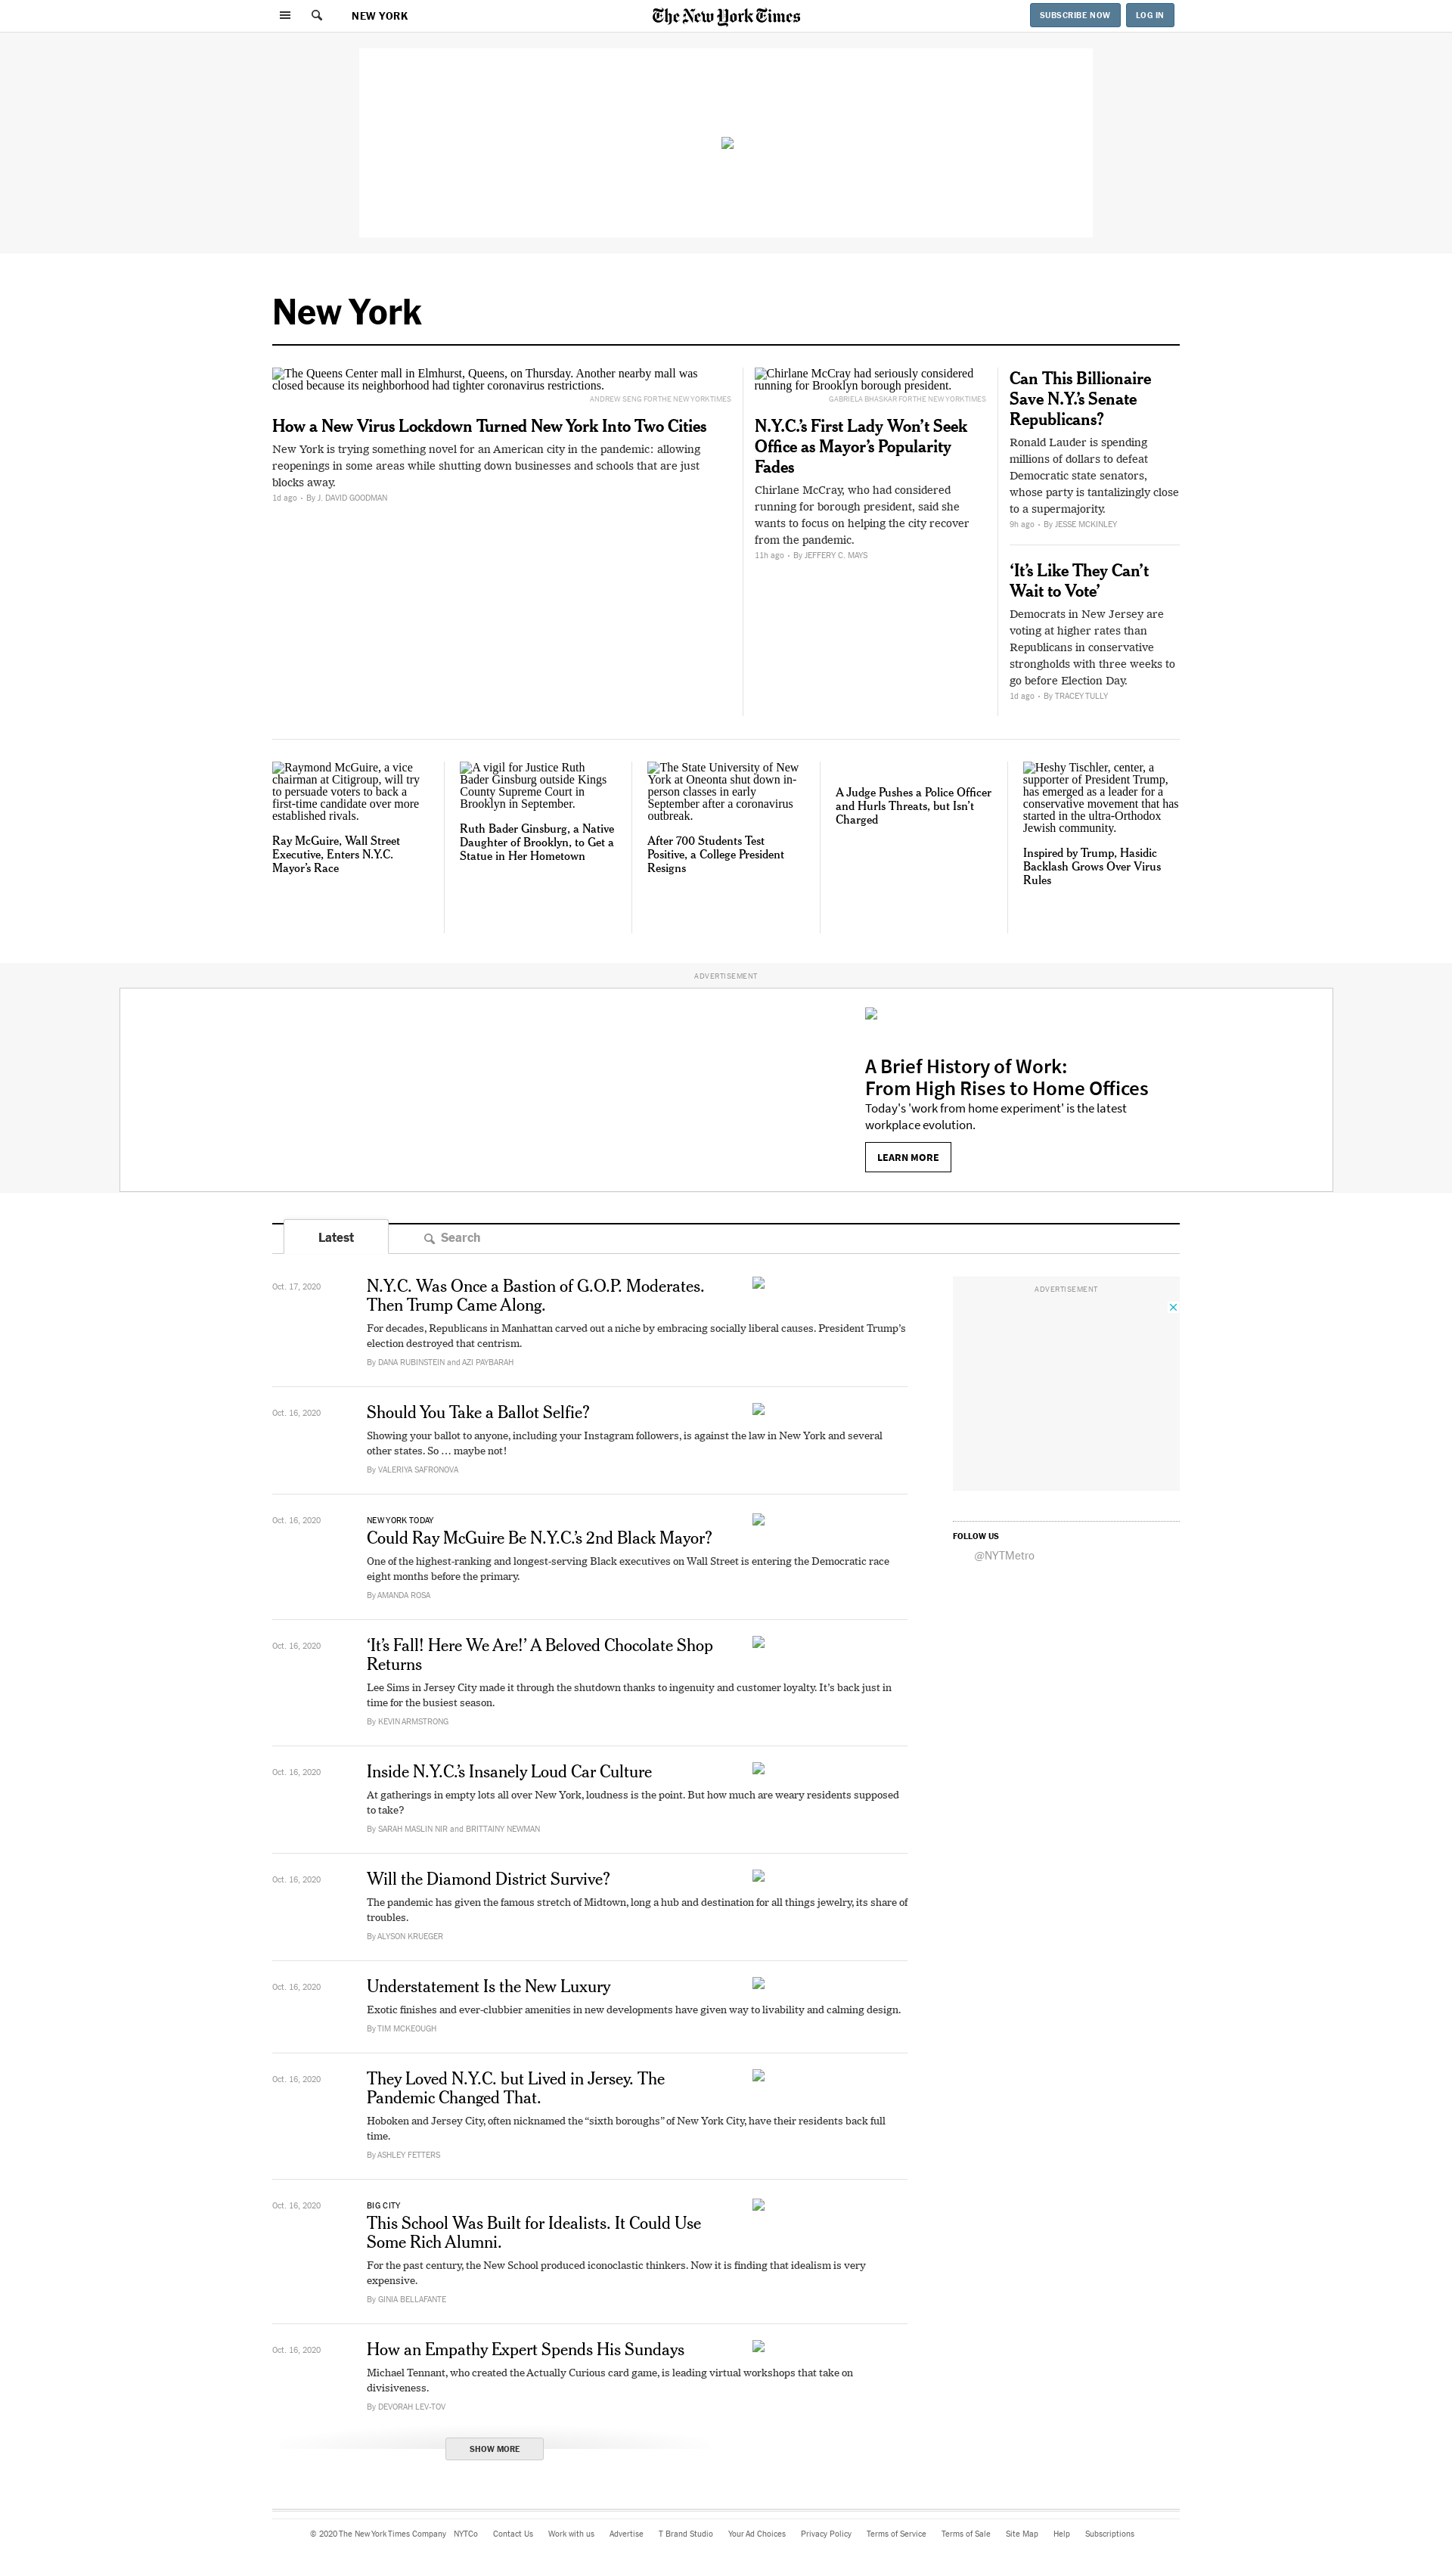 NEW YORK
The New York Times
SUBSCRIBE NOW
LOG IN
New York
The Queens Center mall in Elmhurst, Queens, on Thursday. Another nearby mall was
closed because its neighborhood had tighter coronavirus restrictions.
ANDREW SENG FOR THE NEW YORK TIMES
How a New Virus Lockdown Turned New York Into Two Cities
New York is trying something novel for an American city in the pandemic: allowing
reopenings in some areas while shutting down businesses and schools that are just
blocks away.
1d ago • By J. DAVID GOODMAN
Chirlane McCray had seriously considered
running for Brooklyn borough president.
GABRIELA BHASKAR FOR THE NEW YORK TIMES
N.Y.C.’s First Lady Won’t Seek
Office as Mayor’s Popularity
Fades
Chirlane McCray, who had considered
running for borough president, said she
wants to focus on helping the city recover
from the pandemic.
11h ago • By JEFFERY C. MAYS
Can This Billionaire
Save N.Y.’s Senate
Republicans?
Ronald Lauder is spending
millions of dollars to defeat
Democratic state senators,
whose party is tantalizingly close
to a supermajority.
9h ago • By JESSE MCKINLEY
‘It’s Like They Can’t
Wait to Vote’
Democrats in New Jersey are
voting at higher rates than
Republicans in conservative
strongholds with three weeks to
go before Election Day.
1d ago • By TRACEY TULLY
Raymond McGuire, a vice
chairman at Citigroup, will try
to persuade voters to back a
first-time candidate over more
established rivals.
Ray McGuire, Wall Street
Executive, Enters N.Y.C.
Mayor’s Race
A vigil for Justice Ruth
Bader Ginsburg outside Kings
County Supreme Court in
Brooklyn in September.
Ruth Bader Ginsburg, a Native
Daughter of Brooklyn, to Get a
Statue in Her Hometown
The State University of New
York at Oneonta shut down in-
person classes in early
September after a coronavirus
outbreak.
After 700 Students Test
Positive, a College President
Resigns
A Judge Pushes a Police Officer
and Hurls Threats, but Isn’t
Charged
Heshy Tischler, center, a
supporter of President Trump,
has emerged as a leader for a
conservative movement that has
started in the ultra-Orthodox
Jewish community.
Inspired by Trump, Hasidic
Backlash Grows Over Virus
Rules
ADVERTISEMENT
A Brief History of Work:
From High Rises to Home Offices
Today's 'work from home experiment' is the latest
workplace evolution.
LEARN MORE
Latest
Search
Oct. 17, 2020
N.Y.C. Was Once a Bastion of G.O.P. Moderates.
Then Trump Came Along.
For decades, Republicans in Manhattan carved out a niche by embracing socially liberal causes. President Trump’s
election destroyed that centrism.
By DANA RUBINSTEIN and AZI PAYBARAH
Oct. 16, 2020
Should You Take a Ballot Selfie?
Showing your ballot to anyone, including your Instagram followers, is against the law in New York and several
other states. So … maybe not!
By VALERIYA SAFRONOVA
Oct. 16, 2020
NEW YORK TODAY
Could Ray McGuire Be N.Y.C.’s 2nd Black Mayor?
One of the highest-ranking and longest-serving Black executives on Wall Street is entering the Democratic race
eight months before the primary.
By AMANDA ROSA
Oct. 16, 2020
‘It’s Fall! Here We Are!’ A Beloved Chocolate Shop
Returns
Lee Sims in Jersey City made it through the shutdown thanks to ingenuity and customer loyalty. It’s back just in
time for the busiest season.
By KEVIN ARMSTRONG
Oct. 16, 2020
Inside N.Y.C.’s Insanely Loud Car Culture
At gatherings in empty lots all over New York, loudness is the point. But how much are weary residents supposed
to take?
By SARAH MASLIN NIR and BRITTAINY NEWMAN
Oct. 16, 2020
Will the Diamond District Survive?
The pandemic has given the famous stretch of Midtown, long a hub and destination for all things jewelry, its share of
troubles.
By ALYSON KRUEGER
Oct. 16, 2020
Understatement Is the New Luxury
Exotic finishes and ever-clubbier amenities in new developments have given way to livability and calming design.
By TIM MCKEOUGH
Oct. 16, 2020
They Loved N.Y.C. but Lived in Jersey. The
Pandemic Changed That.
Hoboken and Jersey City, often nicknamed the “sixth boroughs” of New York City, have their residents back full
time.
By ASHLEY FETTERS
Oct. 16, 2020
BIG CITY
This School Was Built for Idealists. It Could Use
Some Rich Alumni.
For the past century, the New School produced iconoclastic thinkers. Now it is finding that idealism is very
expensive.
By GINIA BELLAFANTE
Oct. 16, 2020
How an Empathy Expert Spends His Sundays
Michael Tennant, who created the Actually Curious card game, is leading virtual workshops that take on
divisiveness.
By DEVORAH LEV-TOV
SHOW MORE
ADVERTISEMENT
FOLLOW US
@NYTMetro
© 2020 The New York Times Company
NYTCo
Contact Us
Work with us
Advertise
T Brand Studio
Your Ad Choices
Privacy Policy
Terms of Service
Terms of Sale
Site Map
Help
Subscriptions